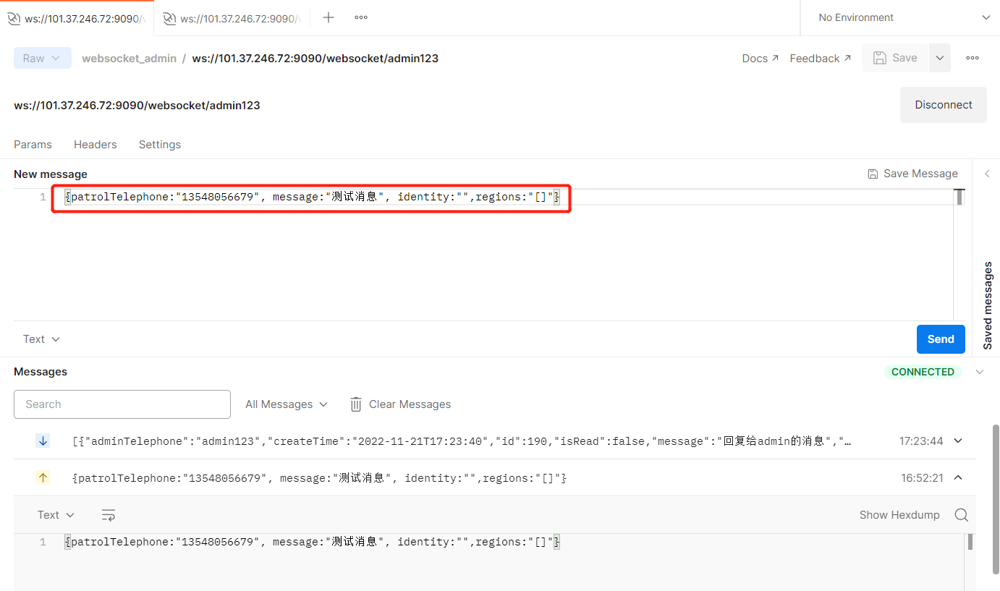 ws://101.37.246.72:9090/ ws://101.37.246.72:9090/ No Environment
Raw websocket_admin / ws://101.37.246.72:9090/websocket/admin123 Docs Feedback Save
ws://101.37.246.72:9090/websocket/admin123 Disconnect
Params Headers Settings
New message Save Message
1 {patrolTelephone:"13548056679", message:"测试消息", identity:"",regions:"[]"}
Saved messages
Text Send
Messages CONNECTED
Search All Messages Clear Messages
[{"adminTelephone":"admin123","createTime":"2022-11-21T17:23:40","id":190,"isRead":false,"message":"回复给admin的消息","… 17:23:44
{patrolTelephone:"13548056679", message:"测试消息", identity:"",regions:"[]"} 16:52:21
Text Show Hexdump
1 {patrolTelephone:"13548056679", message:"测试消息", identity:"",regions:"[]"}